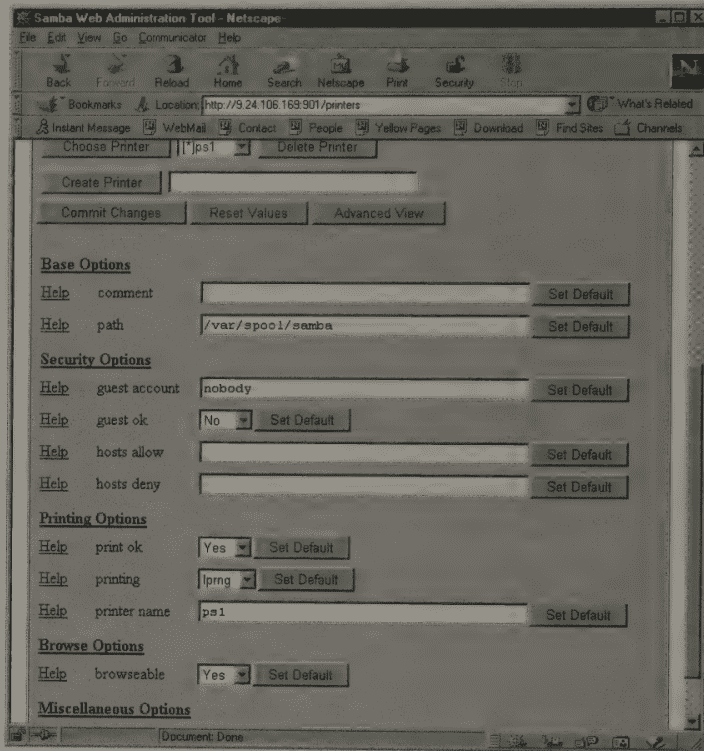 Samba Web Administration Tool - Netscape
File Edit View Go Communicator Help
Back Forward Reload Home Search Netscape Print Security Stop
Bookmarks Location: http://9.24.106.169:901/printers What's Related
Instant Message WebMail Contact People Yellow Pages Download Find Sites Channels
Choose Printer [*]ps1 Delete Printer
Create Printer
Commit Changes Reset Values Advanced View
Base Options
Help comment Set Default
Help path /var/spool/samba Set Default
Security Options
Help guest account nobody Set Default
Help guest ok No Set Default
Help hosts allow Set Default
Help hosts deny Set Default
Printing Options
Help print ok Yes Set Default
Help printing lprng Set Default
Help printer name ps1 Set Default
Browse Options
Help browseable Yes Set Default
Miscellaneous Options
Document: Done